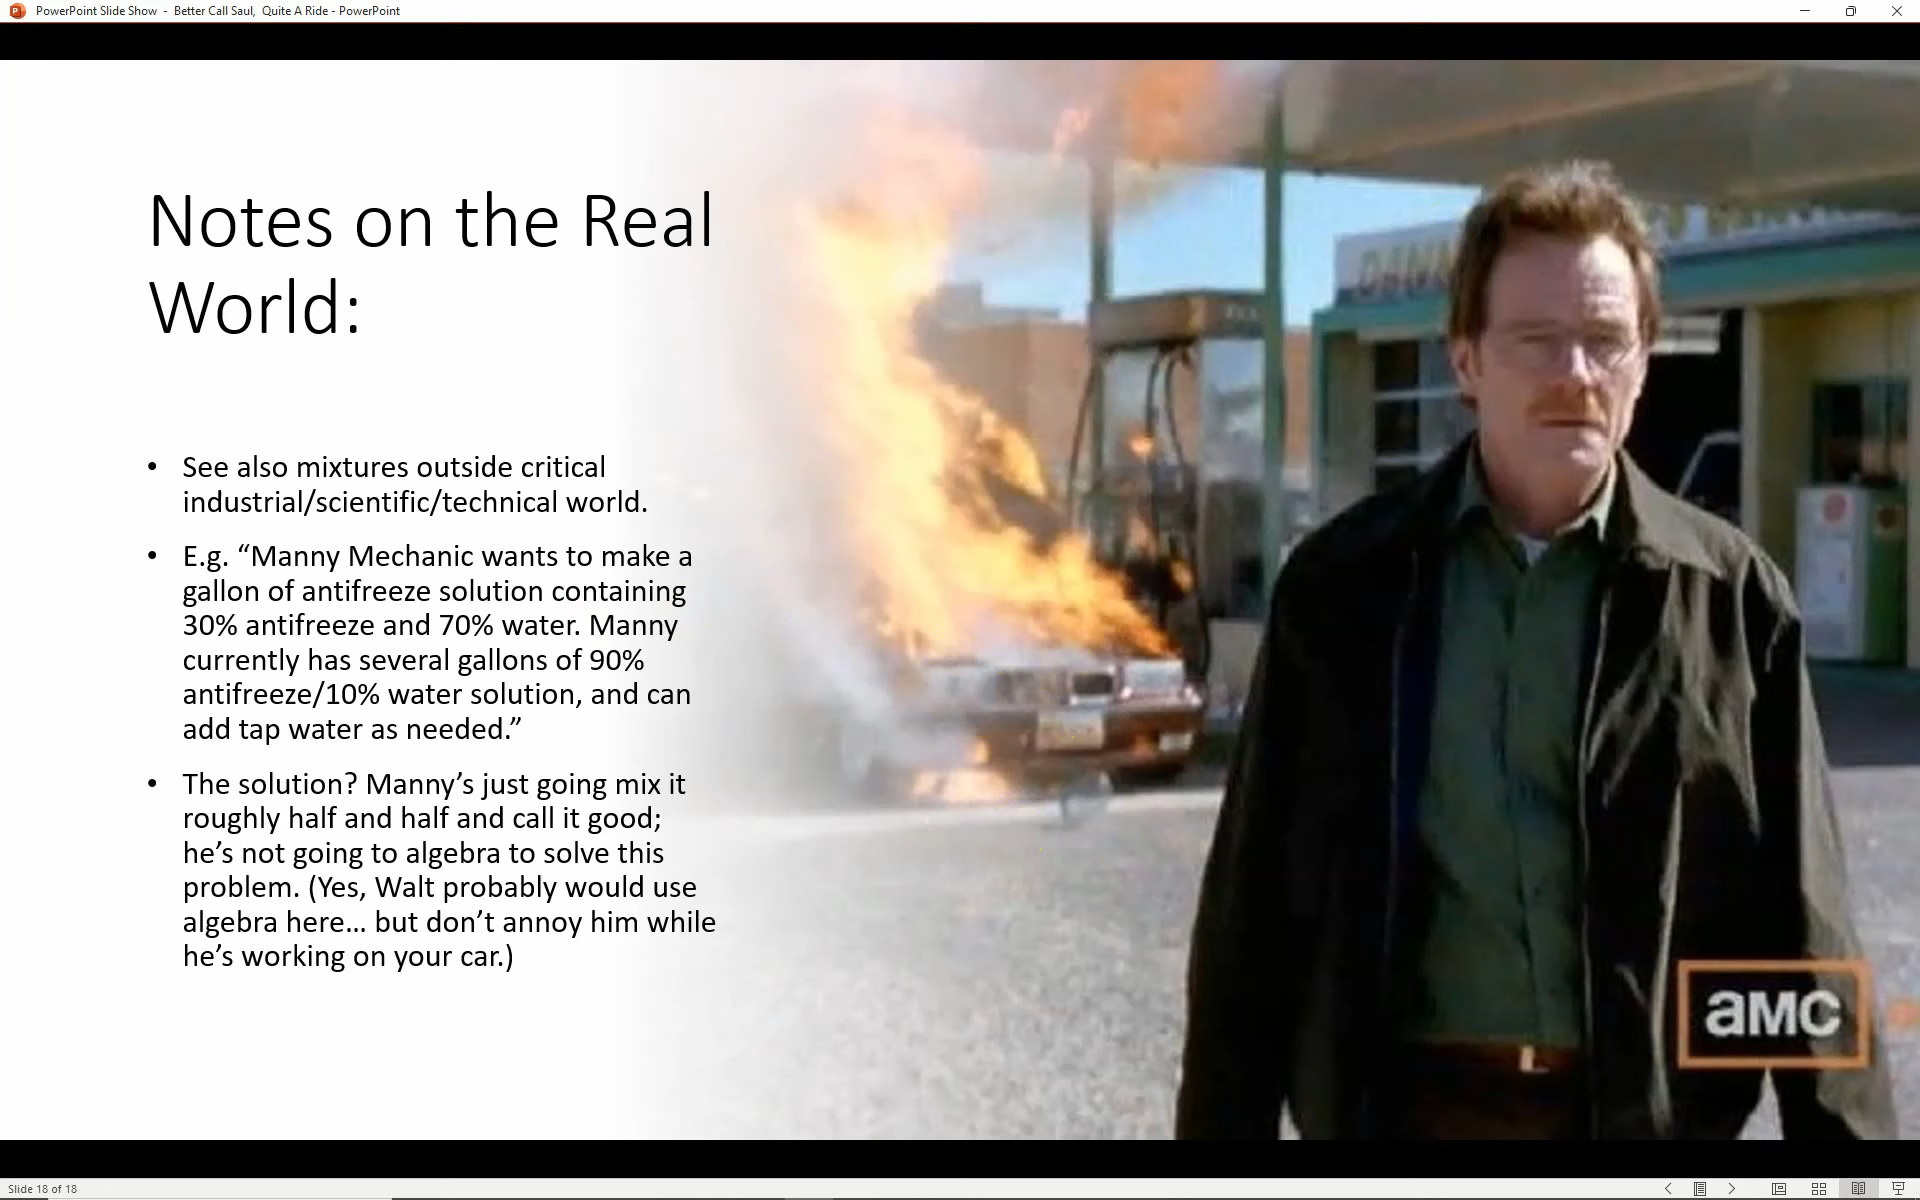 PowerPoint Slide Show - Better Call Saul, Quite A Ride - PowerPoint
Notes on the Real
World:
• See also mixtures outside critical
industrial/scientific/technical world.
• E.g. “Manny Mechanic wants to make a
gallon of antifreeze solution containing
30% antifreeze and 70% water. Manny
currently has several gallons of 90%
antifreeze/10% water solution, and can
add tap water as needed.”
• The solution? Manny’s just going mix it
roughly half and half and call it good;
he’s not going to algebra to solve this
problem. (Yes, Walt probably would use
algebra here… but don’t annoy him while
he’s working on your car.)
aMC
Slide 18 of 18